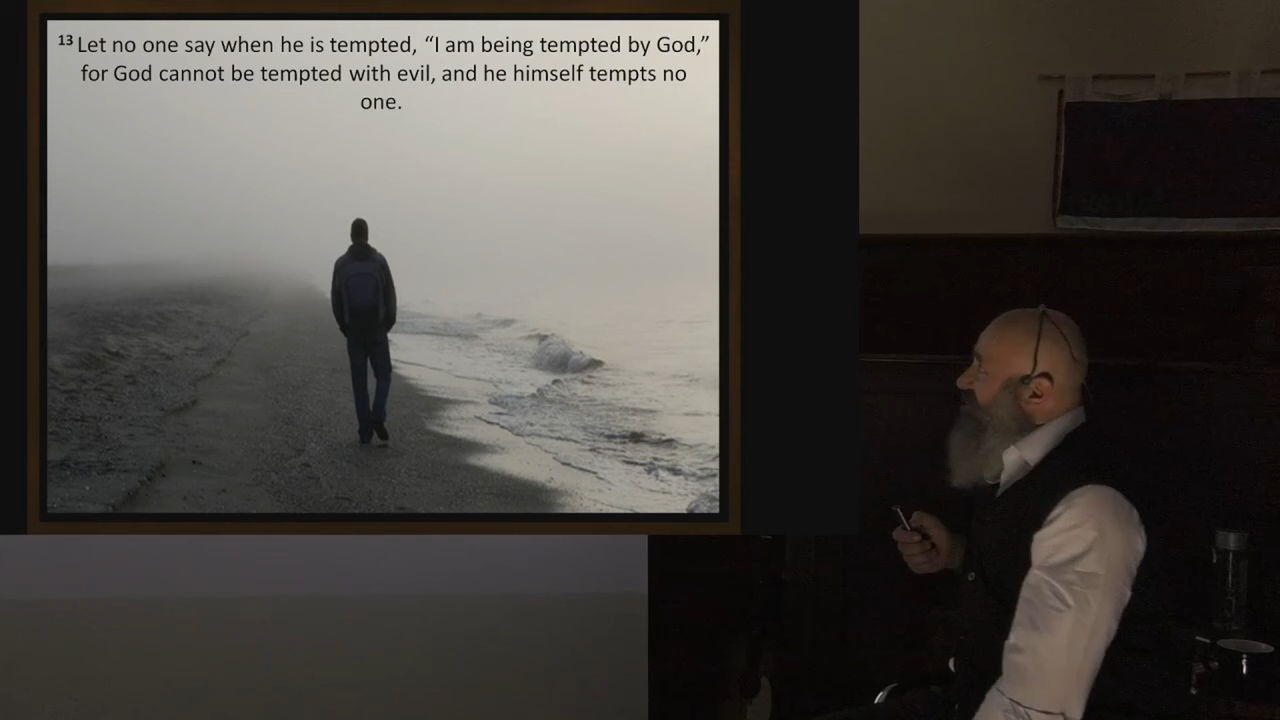 13 Let no one say when he is tempted, “I am being tempted by God,”
for God cannot be tempted with evil, and he himself tempts no
one.